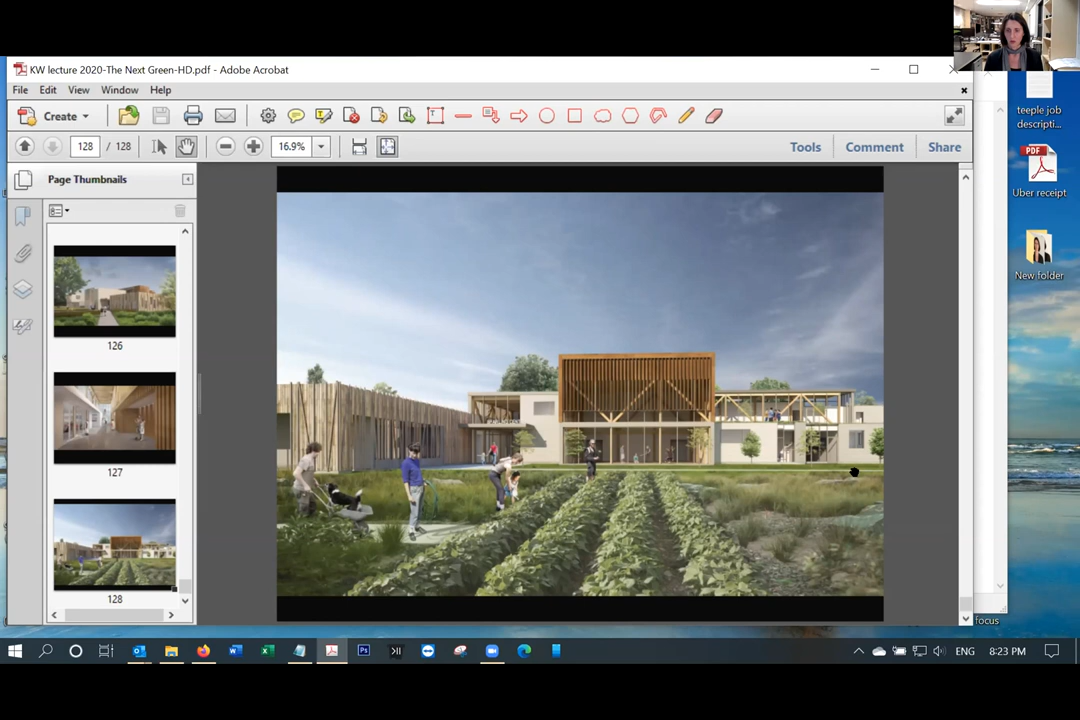 KW lecture 2020-The Next Green-HD.pdf - Adobe Acrobat
File Edit View Window Help
Create
128 / 128
16.9%
Tools Comment Share
Page Thumbnails
126
127
128
teeple job
descripti...
PDF
Uber receipt
New folder
focus
ENG 8:23 PM